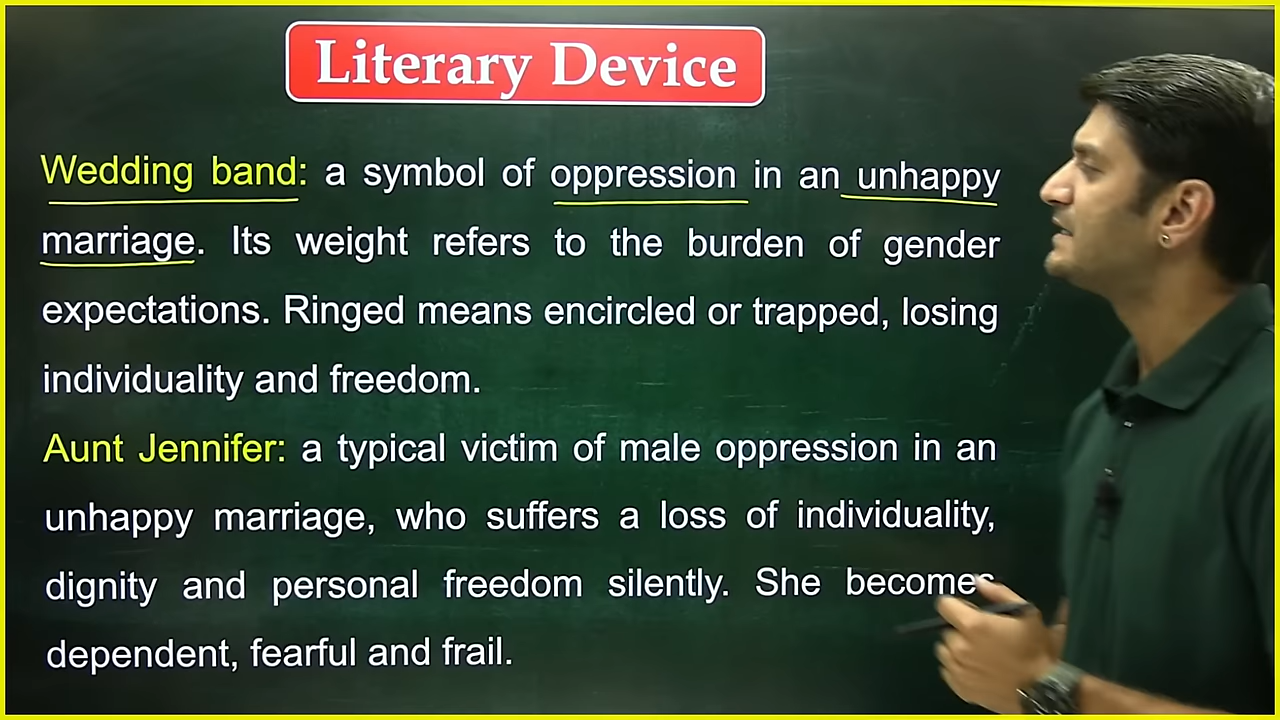 Literary Device
Wedding band: a symbol of oppression in an unhappy
marriage. Its weight refers to the burden of gender
expectations. Ringed means encircled or trapped, losing
individuality and freedom.
Aunt Jennifer: a typical victim of male oppression in an
unhappy marriage, who suffers a loss of individuality,
dignity and personal freedom silently. She becomes
dependent, fearful and frail.